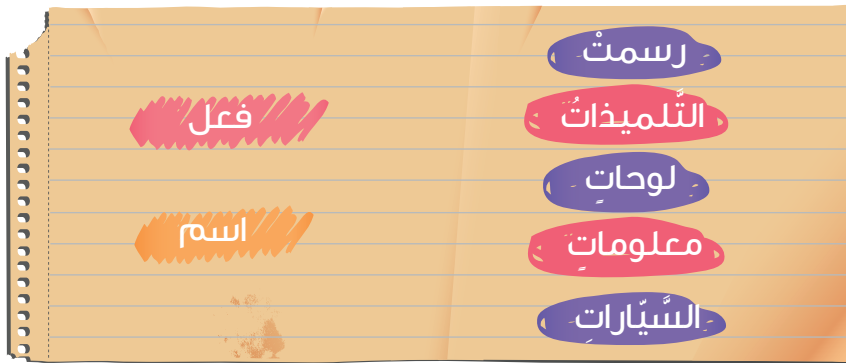 رسمتْ
التَّلميذاتُ
لوحاتٍ
معلوماتٍ
السَّيّاراتِ
فعل
اسم